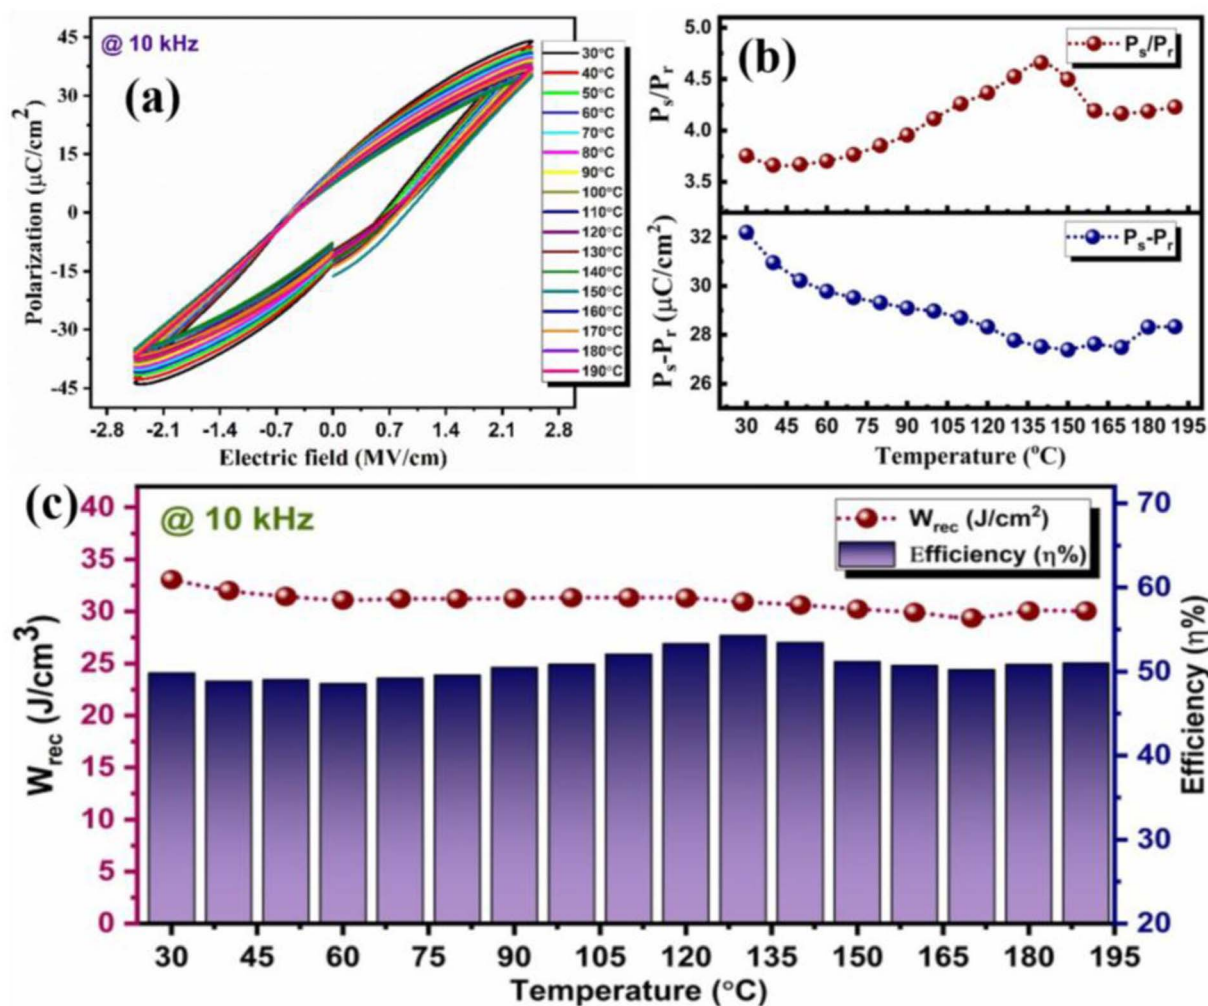 @ 10 kHz
(a)
45
30
15
0
-15
-30
-45
Polarization (μC/cm²)
-2.8 -2.1 -1.4 -0.7 0.0 0.7 1.4 2.1 2.8
Electric field (MV/cm)
30°C
40°C
50°C
60°C
70°C
80°C
90°C
100°C
110°C
120°C
130°C
140°C
150°C
160°C
170°C
180°C
190°C
(b)
Ps/Pr
5.0
4.5
4.0
3.5
Ps/Pr
Ps-Pr
32
30
28
26
Ps-Pr (μC/cm²)
30 45 60 75 90 105 120 135 150 165 180 195
Temperature (°C)
(c)
@ 10 kHz
Wrec (J/cm²)
Efficiency (η%)
40
35
30
25
20
15
10
5
0
Wrec (J/cm³)
70
60
50
40
30
20
Efficiency (η%)
30 45 60 75 90 105 120 135 150 165 180 195
Temperature (°C)